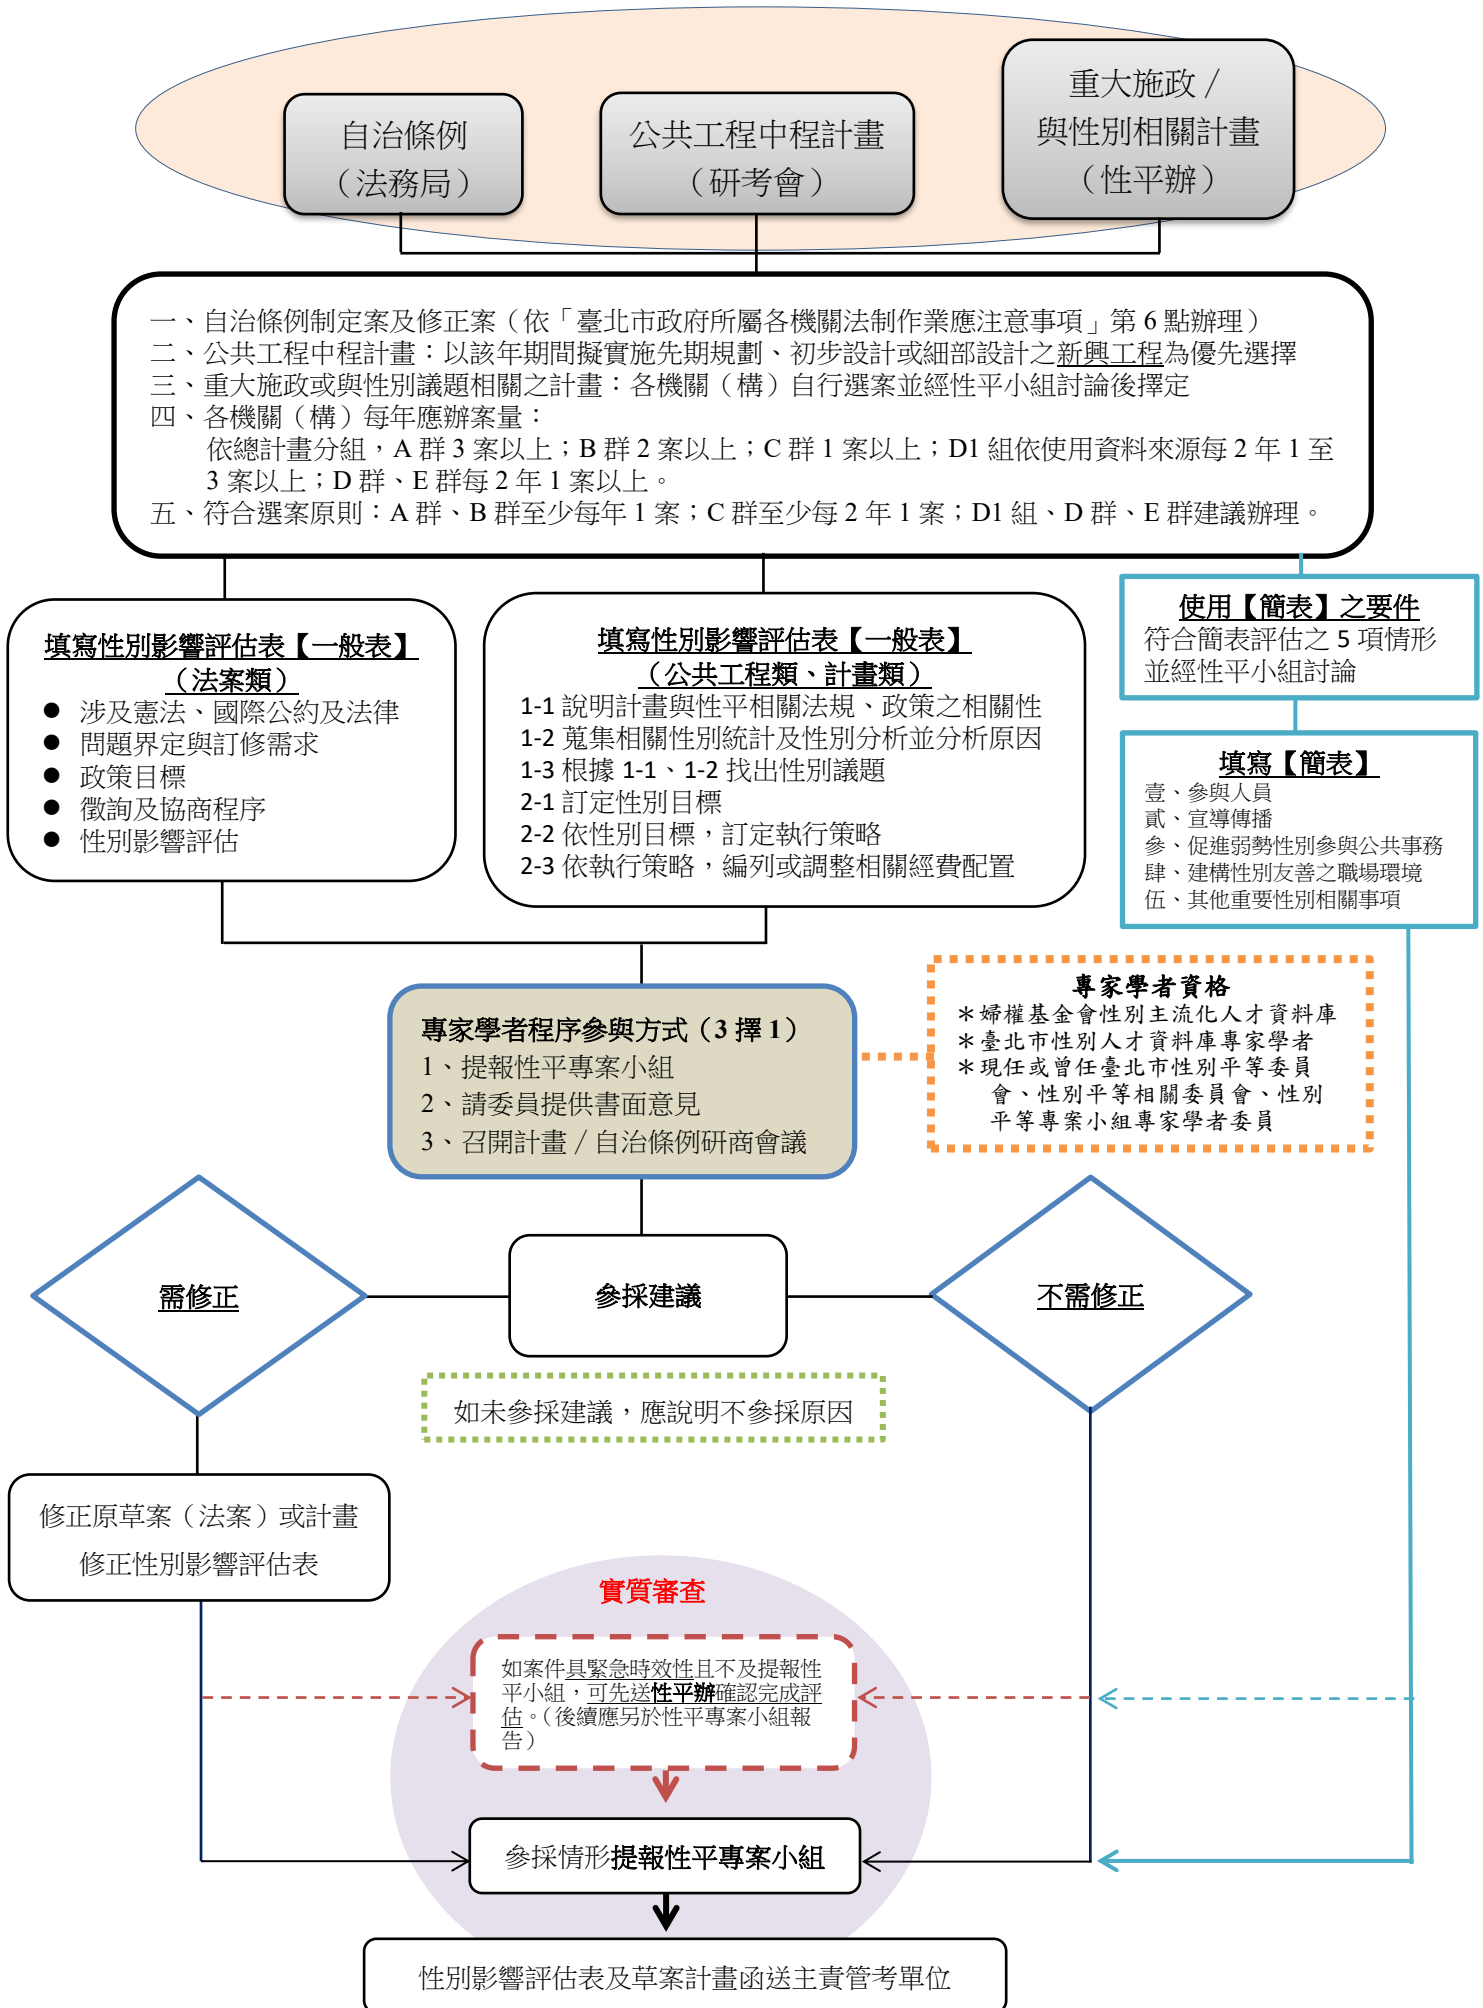 自治條例
（法務局）
公共工程中程計畫
（研考會）
重大施政／
與性別相關計畫
（性平辦）
一、自治條例制定案及修正案（依「臺北市政府所屬各機關法制作業應注意事項」第 6 點辦理）
二、公共工程中程計畫：以該年期間擬實施先期規劃、初步設計或細部設計之新興工程為優先選擇
三、重大施政或與性別議題相關之計畫：各機關（構）自行選案並經性平小組討論後擇定
四、各機關（構）每年應辦案量：
依總計畫分組，A 群 3 案以上；B 群 2 案以上；C 群 1 案以上；D1 組依使用資料來源每 2 年 1 至
3 案以上；D 群、E 群每 2 年 1 案以上。
五、符合選案原則：A 群、B 群至少每年 1 案；C 群至少每 2 年 1 案；D1 組、D 群、E 群建議辦理。
填寫性別影響評估表【一般表】
（法案類）
● 涉及憲法、國際公約及法律
● 問題界定與訂修需求
● 政策目標
● 徵詢及協商程序
● 性別影響評估
填寫性別影響評估表【一般表】
（公共工程類、計畫類）
1-1 說明計畫與性平相關法規、政策之相關性
1-2 蒐集相關性別統計及性別分析並分析原因
1-3 根據 1-1、1-2 找出性別議題
2-1 訂定性別目標
2-2 依性別目標，訂定執行策略
2-3 依執行策略，編列或調整相關經費配置
使用【簡表】之要件
符合簡表評估之 5 項情形
並經性平小組討論
填寫【簡表】
壹、參與人員
貳、宣導傳播
參、促進弱勢性別參與公共事務
肆、建構性別友善之職場環境
伍、其他重要性別相關事項
專家學者程序參與方式（3 擇 1）
1、提報性平專案小組
2、請委員提供書面意見
3、召開計畫／自治條例研商會議
專家學者資格
＊婦權基金會性別主流化人才資料庫
＊臺北市性別人才資料庫專家學者
＊現任或曾任臺北市性別平等委員
會、性別平等相關委員會、性別
平等專案小組專家學者委員
需修正
參採建議
不需修正
如未參採建議，應說明不參採原因
修正原草案（法案）或計畫
修正性別影響評估表
實質審查
如案件具緊急時效性且不及提報性
平小組，可先送性平辦確認完成評
估。（後續應另於性平專案小組報
告）
參採情形提報性平專案小組
性別影響評估表及草案計畫函送主責管考單位